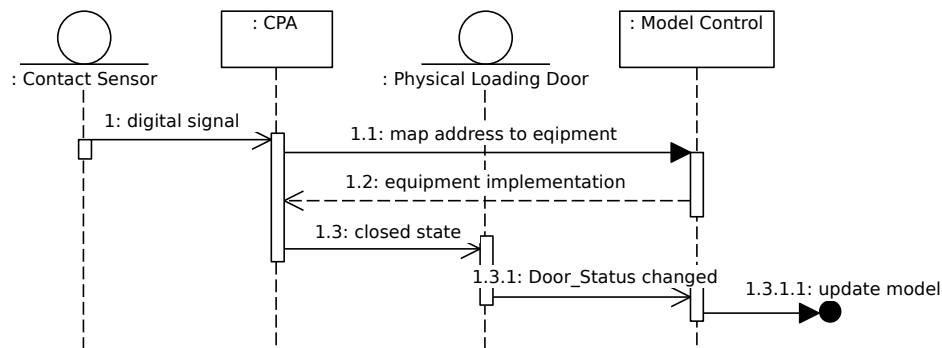 : CPA
: Model Control
: Contact Sensor
: Physical Loading Door
1: digital signal
1.1: map address to eqipment
1.2: equipment implementation
1.3: closed state
1.3.1: Door_Status changed
1.3.1.1: update model